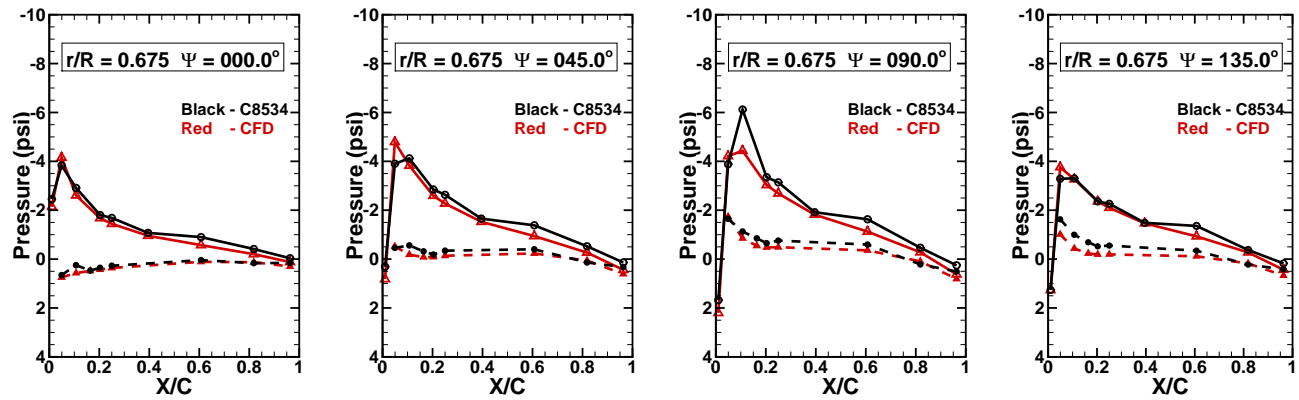 r/R = 0.675 Ψ = 000.0°
Black - C8534
Red - CFD
Pressure (psi)
-10
-8
-6
-4
-2
0
2
4
0 0.2 0.4 0.6 0.8 1
X/C
r/R = 0.675 Ψ = 045.0°
Black - C8534
Red - CFD
Pressure (psi)
-10
-8
-6
-4
-2
0
2
4
0 0.2 0.4 0.6 0.8 1
X/C
r/R = 0.675 Ψ = 090.0°
Black - C8534
Red - CFD
Pressure (psi)
-10
-8
-6
-4
-2
0
2
4
0 0.2 0.4 0.6 0.8 1
X/C
r/R = 0.675 Ψ = 135.0°
Black - C8534
Red - CFD
Pressure (psi)
-10
-8
-6
-4
-2
0
2
4
0 0.2 0.4 0.6 0.8 1
X/C